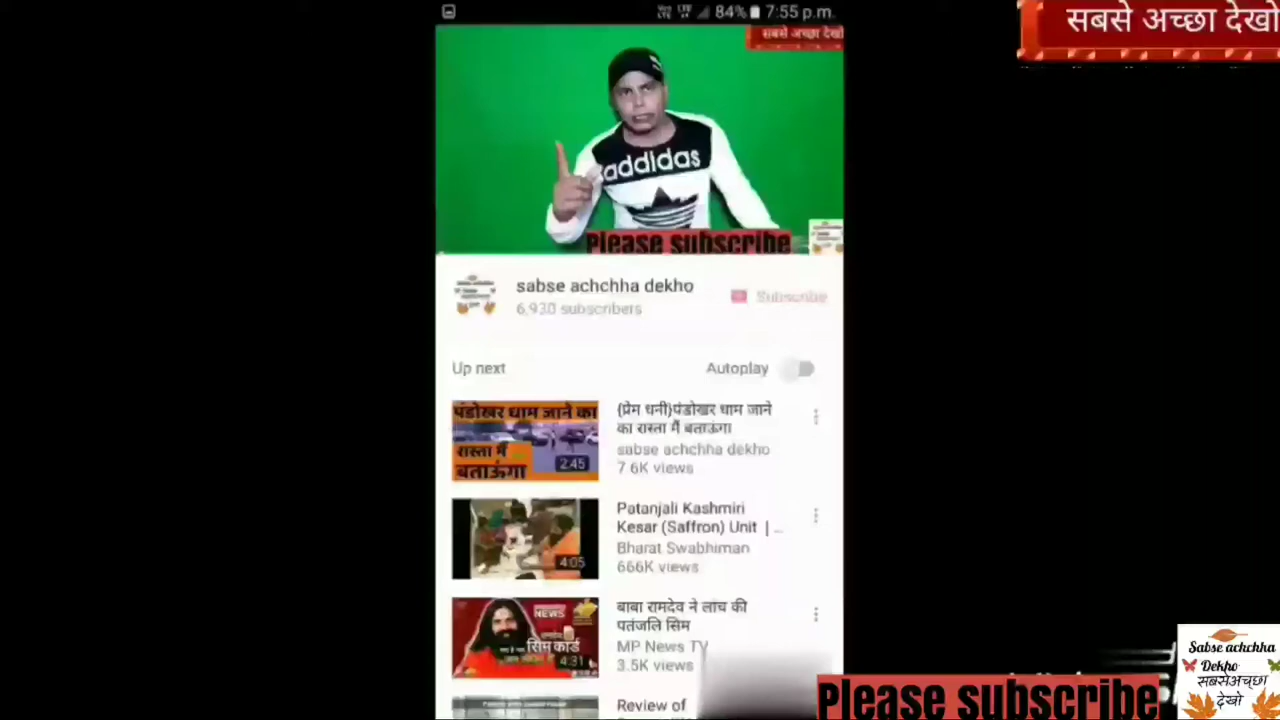 84% 7:55 p.m.
सबसे अच्छा देखो
सबसे अच्छा देखो
addidas
Please subscribe
sabse achchha dekho
Subscribe
6,930 subscribers
Up next
Autoplay
पंडोखर धाम जाने का
रास्ता मैं
बताऊंगा
2:45
{प्रेम धनी}पंडोखर धाम जाने
का रास्ता मैं बताऊंगा
sabse achchha dekho
7.6K views
4:05
Patanjali Kashmiri
Kesar (Saffron) Unit | ..
Bharat Swabhiman
666K views
NEWS
सिम कार्ड
4:31
बाबा रामदेव ने लांच की
पतंजलि सिम
MP News TV
3.5K views
Review of
Please subscribe
Sabse achchha
Dekho
सबसेअच्छा
देखो